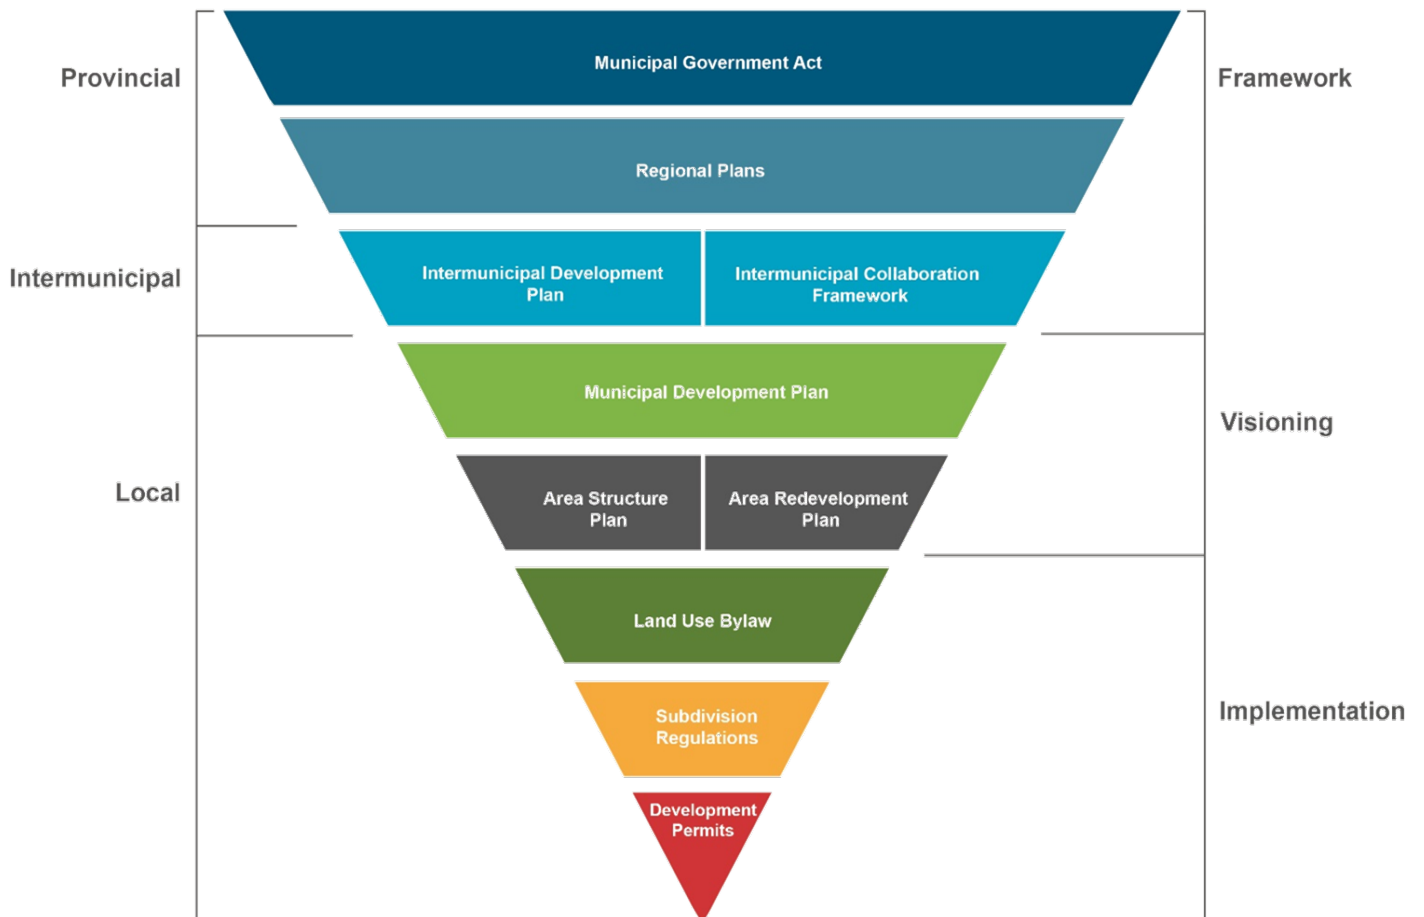 Municipal Government Act
Provincial
Framework
Regional Plans
Intermunicipal
Intermunicipal Development
Plan
Intermunicipal Collaboration
Framework
Municipal Development Plan
Visioning
Local
Area Structure
Plan
Area Redevelopment
Plan
Land Use Bylaw
Subdivision
Regulations
Implementation
Development
Permits